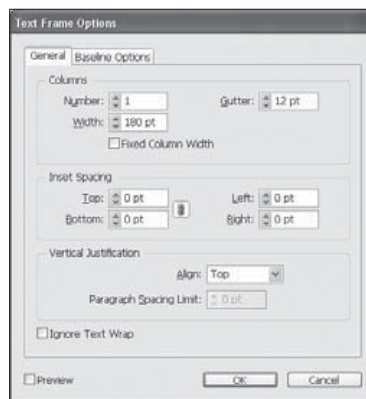 Text Frame Options
General Baseline Options
Columns
Number: 1 Gutter: 12 pt
Width: 180 pt
Fixed Column Width
Inset Spacing
Top: 0 pt Left: 0 pt
Bottom: 0 pt Right: 0 pt
Vertical Justification
Align: Top
Paragraph Spacing Limit: 0 pt
Ignore Text Wrap
Preview OK Cancel